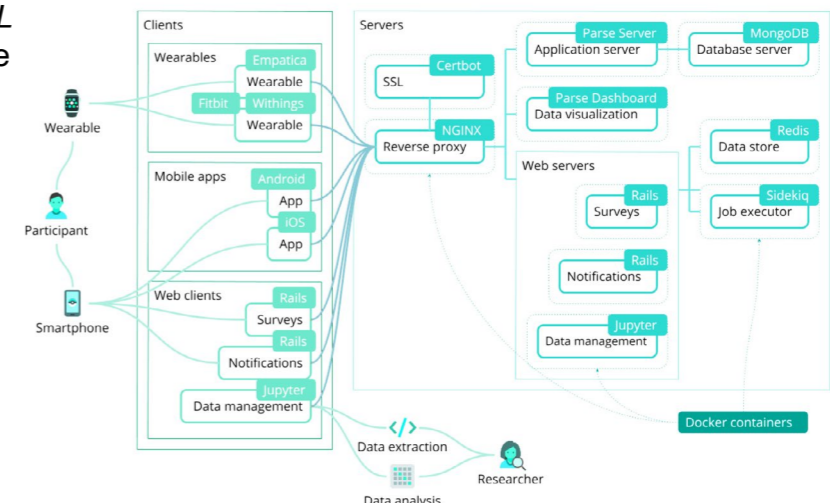 L
e
Clients
Wearables
Empatica
Wearable
Fitbit
Withings
Wearable
Mobile apps
Android
App
iOS
App
Web clients
Rails
Surveys
Rails
Notifications
Jupyter
Data management
Wearable
Participant
Smartphone
Servers
Certbot
SSL
NGINX
Reverse proxy
Parse Server
Application server
MongoDB
Database server
Parse Dashboard
Data visualization
Web servers
Rails
Surveys
Rails
Notifications
Jupyter
Data management
Redis
Data store
Sidekiq
Job executor
Docker containers
Data extraction
Researcher
Data analysis